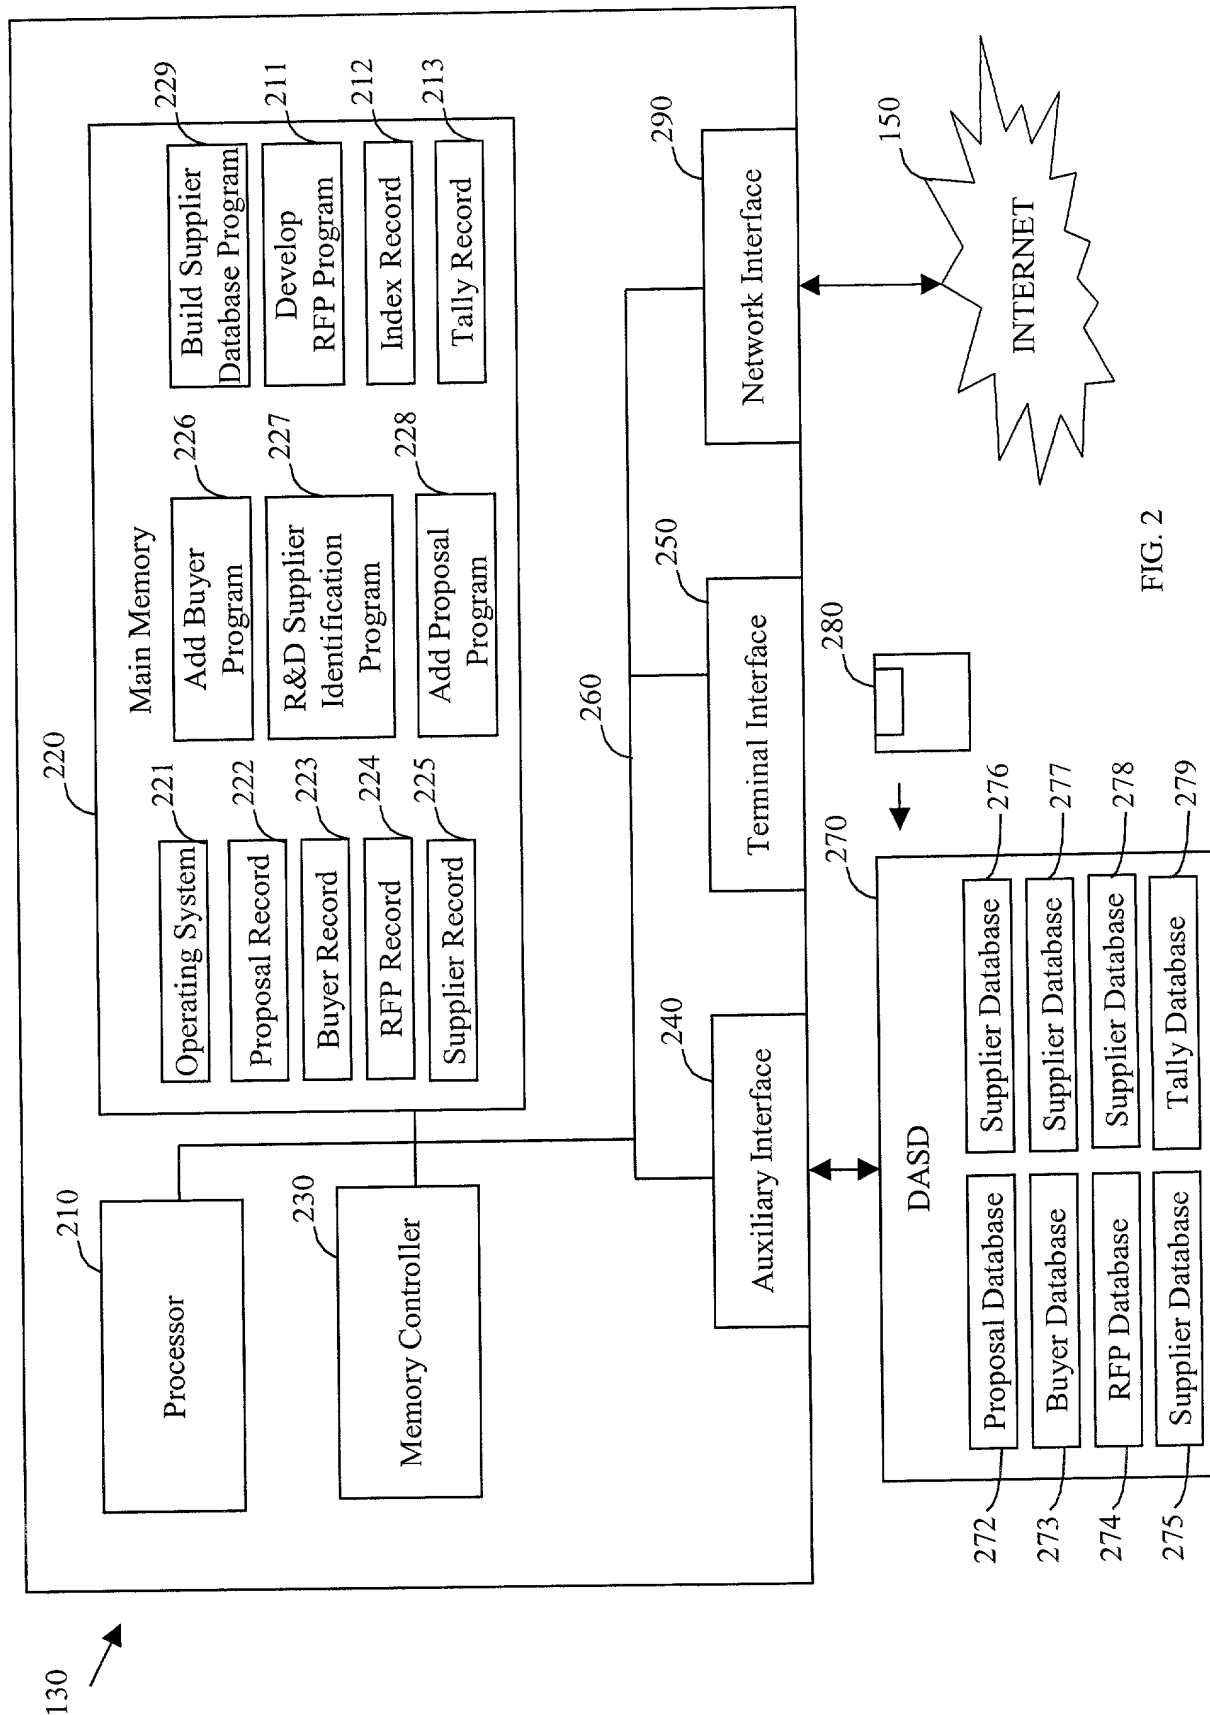 130
210
Processor
230
Memory Controller
220
Main Memory
Operating System
221
Proposal Record
222
Buyer Record
223
RFP Record
224
Supplier Record
225
Add Buyer
Program
226
R&D Supplier
Identification
Program
227
Add Proposal
Program
228
Build Supplier
Database Program
229
Develop
RFP Program
211
Index Record
212
Tally Record
213
260
Auxiliary Interface
240
Terminal Interface
250
Network Interface
290
DASD
270
280
Proposal Database
272
Buyer Database
273
RFP Database
274
Supplier Database
275
Supplier Database
276
Supplier Database
277
Supplier Database
278
Tally Database
279
INTERNET
150
FIG. 2